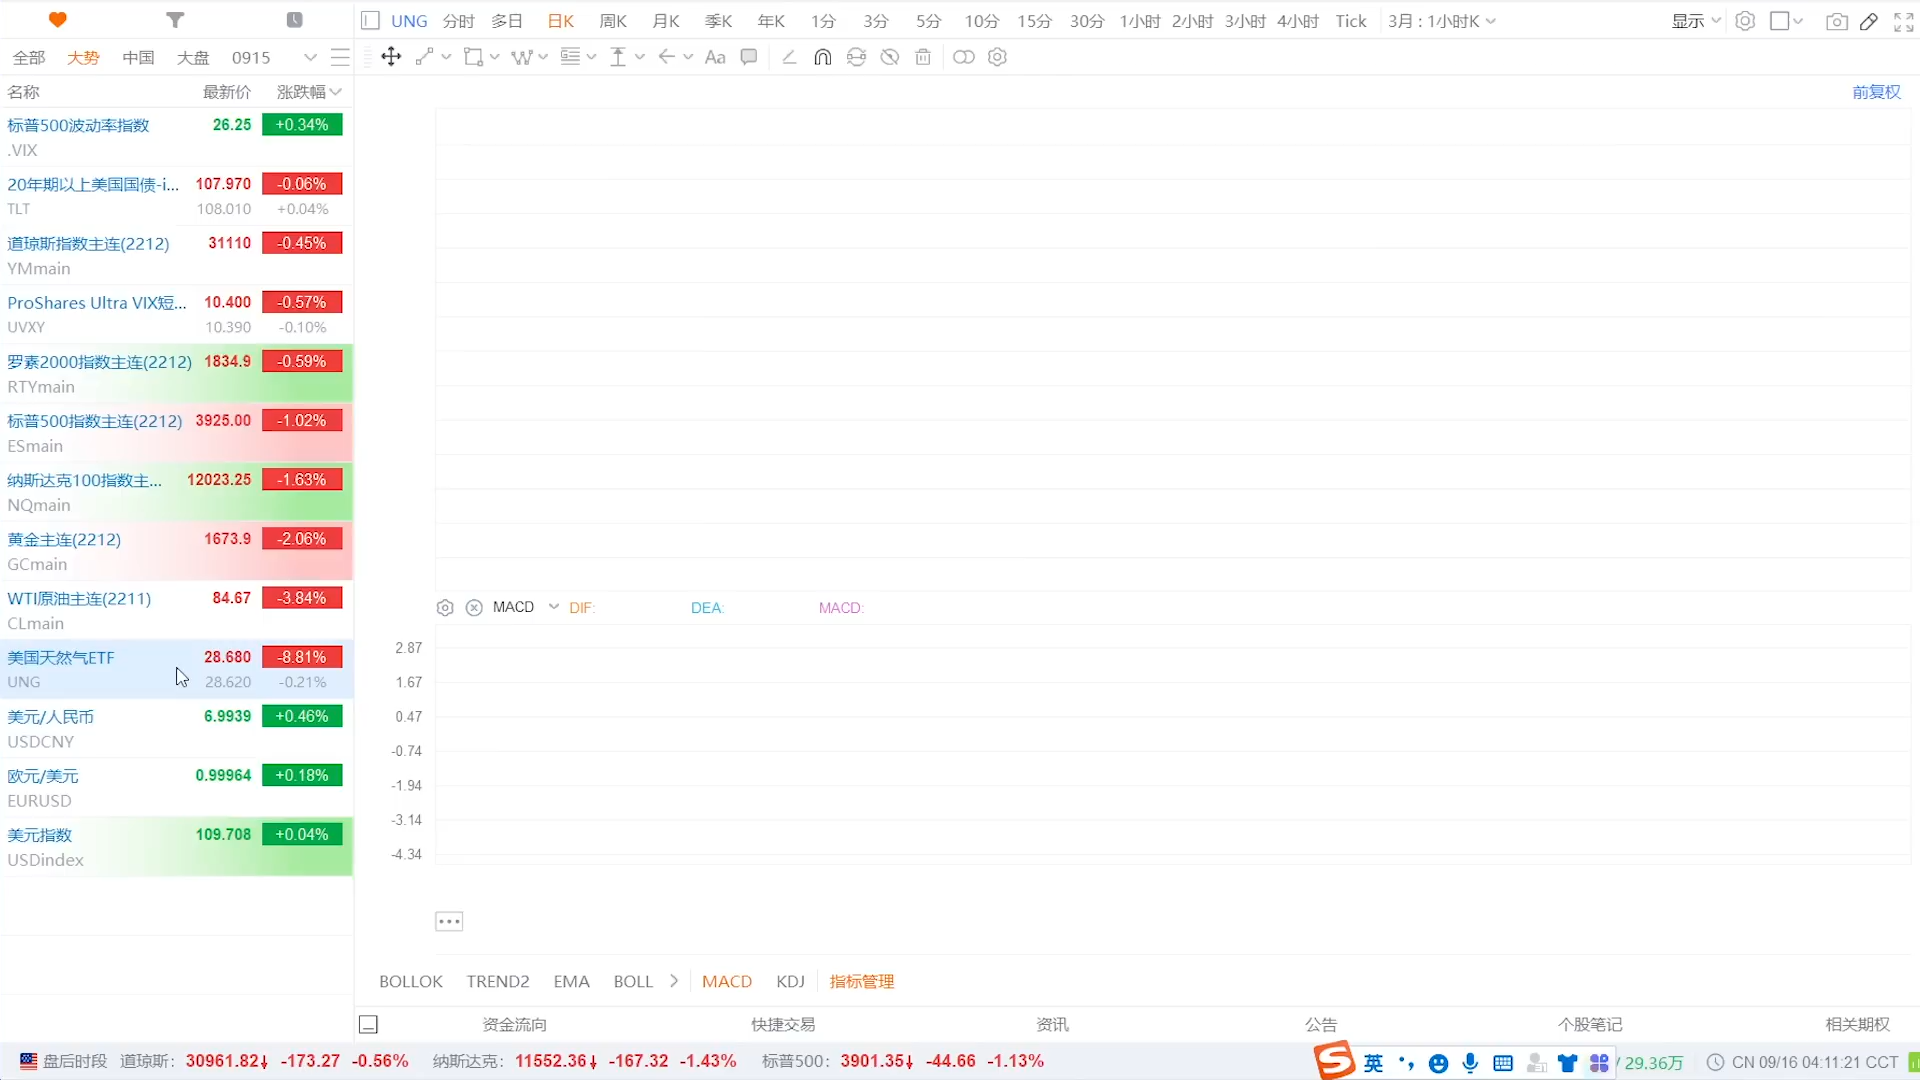 UNG 分时 多日 日K 周K 月K 季K 年K 1分 3分 5分 10分 15分 30分 1小时 2小时 3小时 4小时 Tick 3月 : 1小时K 显示
全部 大势 中国 大盘 0915
Aa
名称 最新价 涨跌幅
前复权
标普500波动率指数 26.25 +0.34%
.VIX
20年期以上美国国债-i... 107.970 -0.06%
TLT 108.010 +0.04%
道琼斯指数主连(2212) 31110 -0.45%
YMmain
ProShares Ultra VIX短... 10.400 -0.57%
UVXY 10.390 -0.10%
罗素2000指数主连(2212) 1834.9 -0.59%
RTYmain
标普500指数主连(2212) 3925.00 -1.02%
ESmain
纳斯达克100指数主... 12023.25 -1.63%
NQmain
黄金主连(2212) 1673.9 -2.06%
GCmain
WTI原油主连(2211) 84.67 -3.84%
CLmain
美国天然气ETF 28.680 -8.81%
UNG 28.620 -0.21%
美元/人民币 6.9939 +0.46%
USDCNY
欧元/美元 0.99964 +0.18%
EURUSD
美元指数 109.708 +0.04%
USDindex
MACD DIF: DEA: MACD:
2.87
1.67
0.47
-0.74
-1.94
-3.14
-4.34
BOLLOK TREND2 EMA BOLL MACD KDJ 指标管理
资金流向 快捷交易 资讯 公告 个股笔记 相关期权
盘后时段 道琼斯: 30961.82↓ -173.27 -0.56% 纳斯达克: 11552.36↓ -167.32 -1.43% 标普500: 3901.35↓ -44.66 -1.13% 英 / 29.36万 CN 09/16 04:11:21 CCT